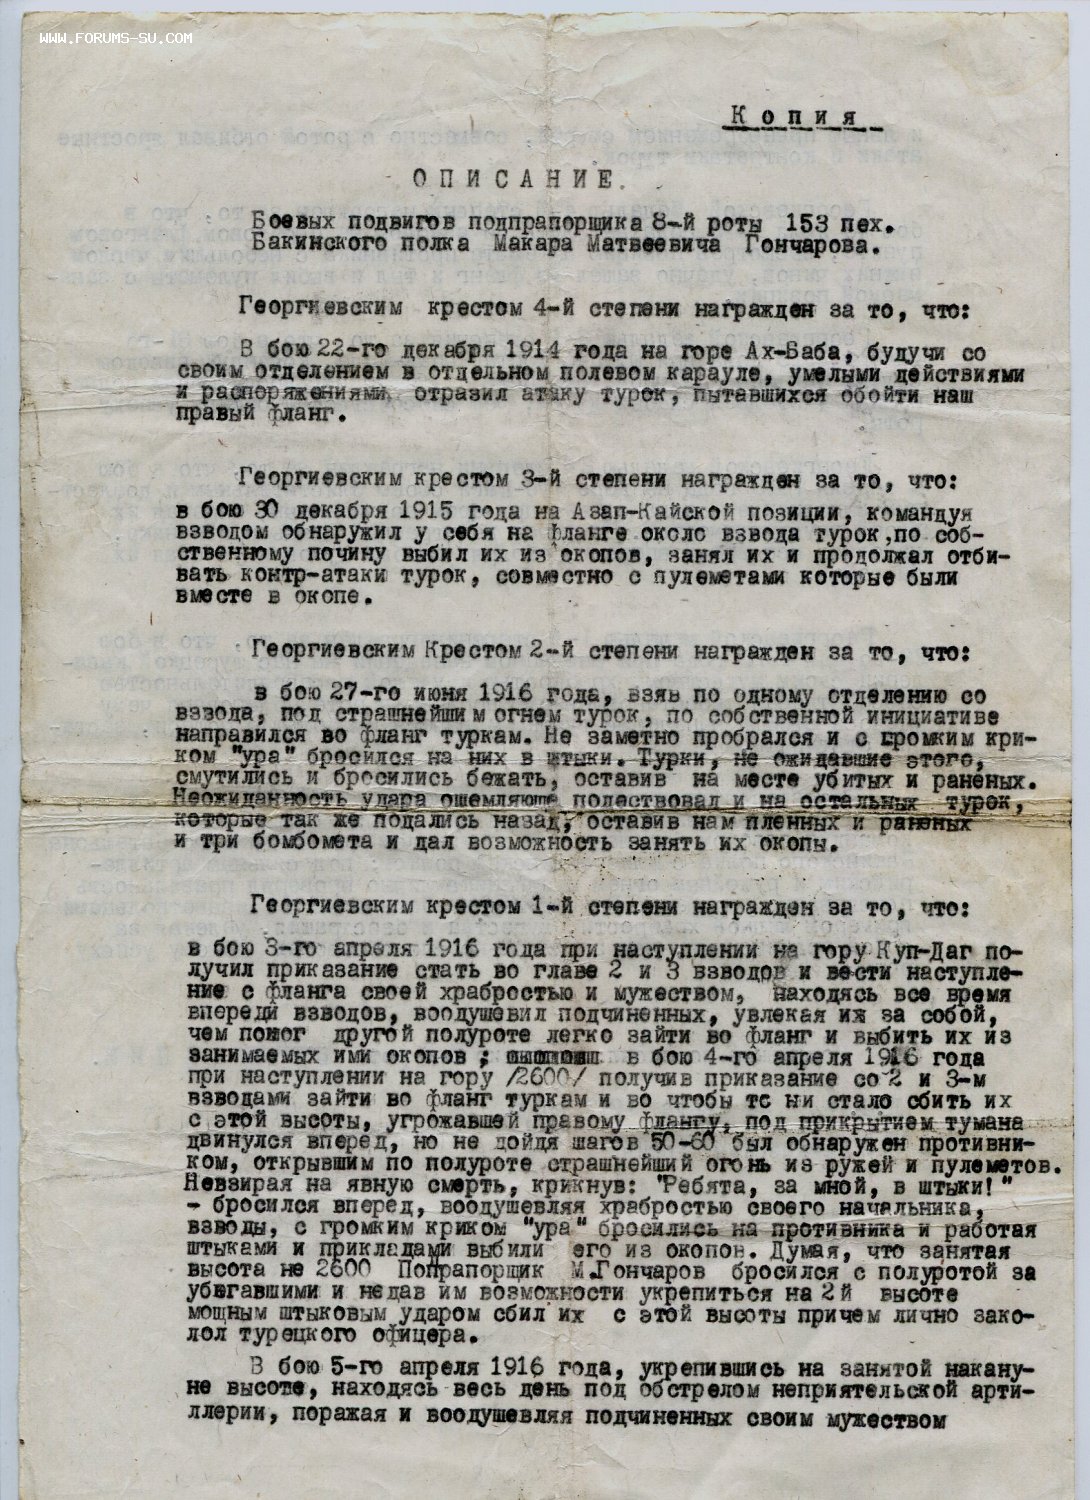 WWW.FORUMS-SU.COM
Копия
ОПИСАНИЕ.
Боевых подвигов подпрапорщика 8-й роты 153 пех.
Бакинского полка Макара Матвеевича Гончарова.
Георгиевским крестом 4-й степени награжден за то, что:
В бою 22-го декабря 1914 года на горе Ах-Баба, будучи со
своим отделением в отдельном полевом карауле, умелыми действиями
и распоряжениями отразил атаку турок, пытавшихся обойти наш
правый фланг.
Георгиевским крестом 3-й степени награжден за то, что:
в бою 30 декабря 1915 года на Азап-Кайской позиции, командуя
взводом обнаружил у себя на фланге около взвода турок,по соб-
ственному почину выбил их из окопов, занял их и продолжал отби-
вать контр-атаки турок, совместно с пулеметами которые были
вместе в окопе.
Георгиевским Крестом 2-й степени награжден за то, что:
в бою 27-го июня 1916 года, взяв по одному отделению со
взвода, под страшнейшим огнем турок, по собственной инициативе
направился во фланг туркам. Не заметно пробрался и с громким кри-
ком "ура" бросился на них в штыки. Турки, не ожидавшие этого,
смутились и бросились бежать, оставив на месте убитых и раненых.
Неожиданность удара ошемляюще подествовал и на остальных турок,
которые так же подались назад, оставив нам пленных и раненых
и три бомбомета и дал возможность занять их окопы.
Георгиевским крестом 1-й степени награжден за то, что:
в бою 3-го апреля 1916 года при наступлении на гору Куп-Даг по-
лучил приказание стать во главе 2 и 3 взводов и вести наступле-
ние с фланга своей храбростью и мужеством, находясь все время
впереди взводов, воодушевил подчиненных, увлекая их за собой,
чем помог другой полуроте легко зайти во фланг и выбить их из
занимаемых ими окопов ; в бою 4-го апреля 1916 года
при наступлении на гору /2600/ получив приказание со 2 и 3-м
взводами зайти во фланг туркам и во чтобы то ни стало сбить их
с этой высоты, угрожавшей правому флангу, под прикрытием тумана
двинулся вперед, но не дойдя шагов 50-60 был обнаружен противни-
ком, открывшим по полуроте страшнейший огонь из ружей и пулеметов.
Невзирая на явную смерть, крикнув: "Ребята, за мной, в штыки!"
- бросился вперед, воодушевляя храбростью своего начальника,
взводы, с громким криком "ура" бросились на противника и работая
штыками и прикладами выбили его из окопов. Думая, что занятая
высота не 2600 Попрапорщик М.Гончаров бросился с полуротой за
убягавшими и недав им возможности укрепиться на 2й высоте
мощным штыковым ударом сбил их с этой высоты причем лично зако-
лол турецкого офицера.
В бою 5-го апреля 1916 года, укрепившись на занятой накану-
не высоте, находясь весь день под обстрелом неприятельской арти-
ллерии, поражая и воодушевляя подчиненных своим мужеством